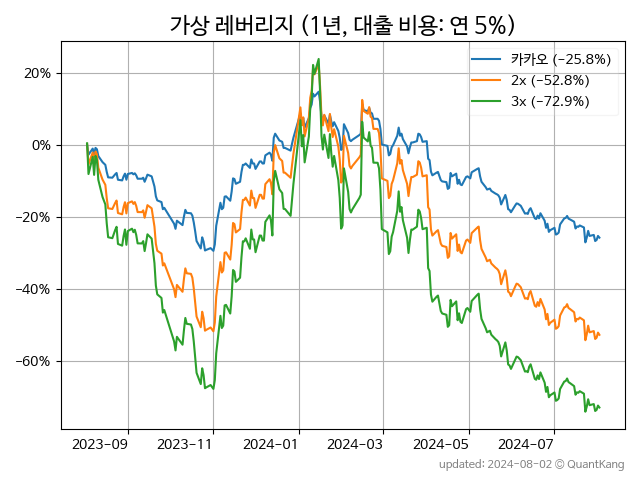 가상 레버리지 (1년, 대출 비용: 연 5%)
카카오 (−25.8%)
2x (−52.8%)
3x (−72.9%)
20%
0%
−20%
−40%
−60%
2023-09
2023-11
2024-01
2024-03
2024-05
2024-07
updated: 2024-08-02 © QuantKang